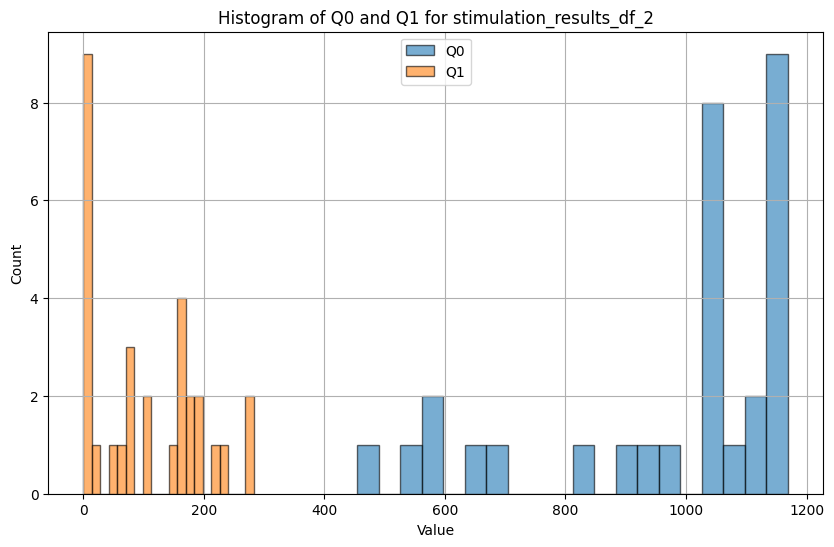 Histogram of Q0 and Q1 for stimulation_results_df_2
Q0
Q1
8
6
4
2
0
Count
0 200 400 600 800 1000 1200
Value